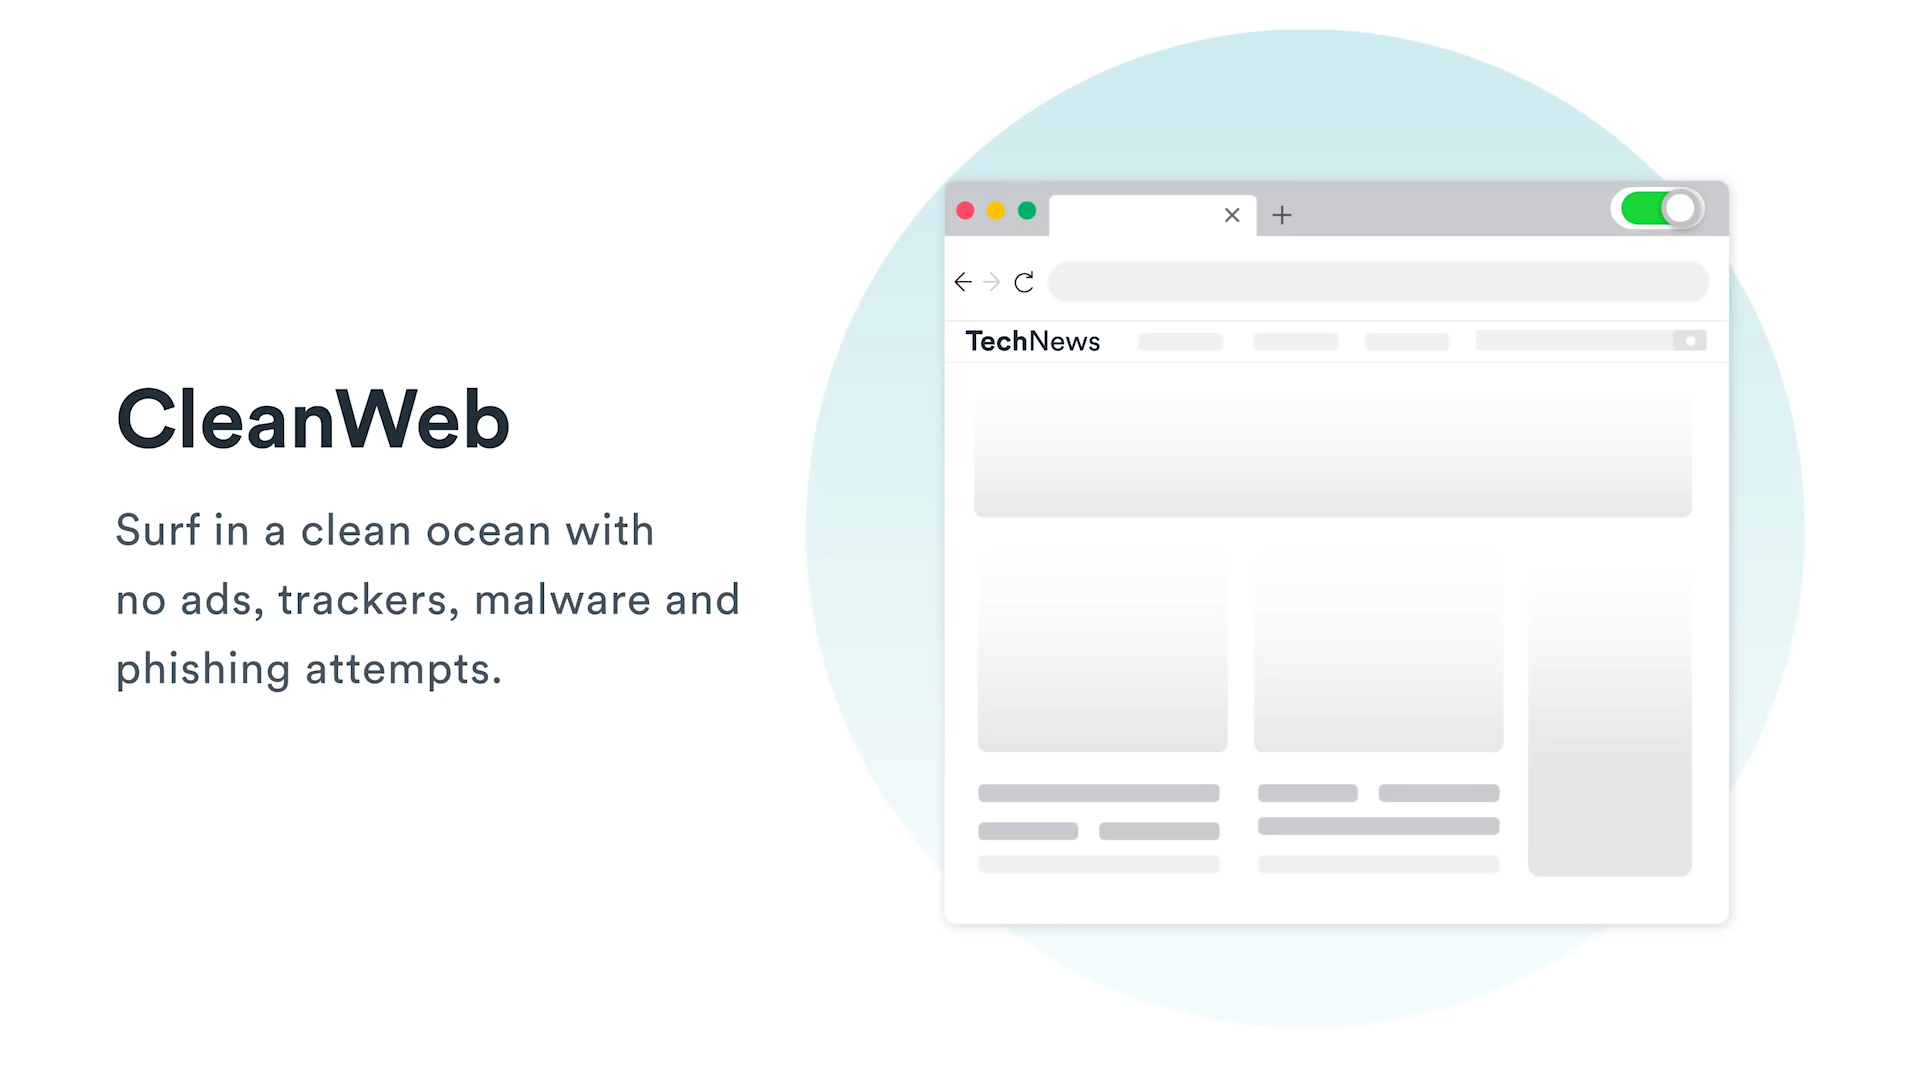 CleanWeb
Surf in a clean ocean with
no ads, trackers, malware and
phishing attempts.
TechNews